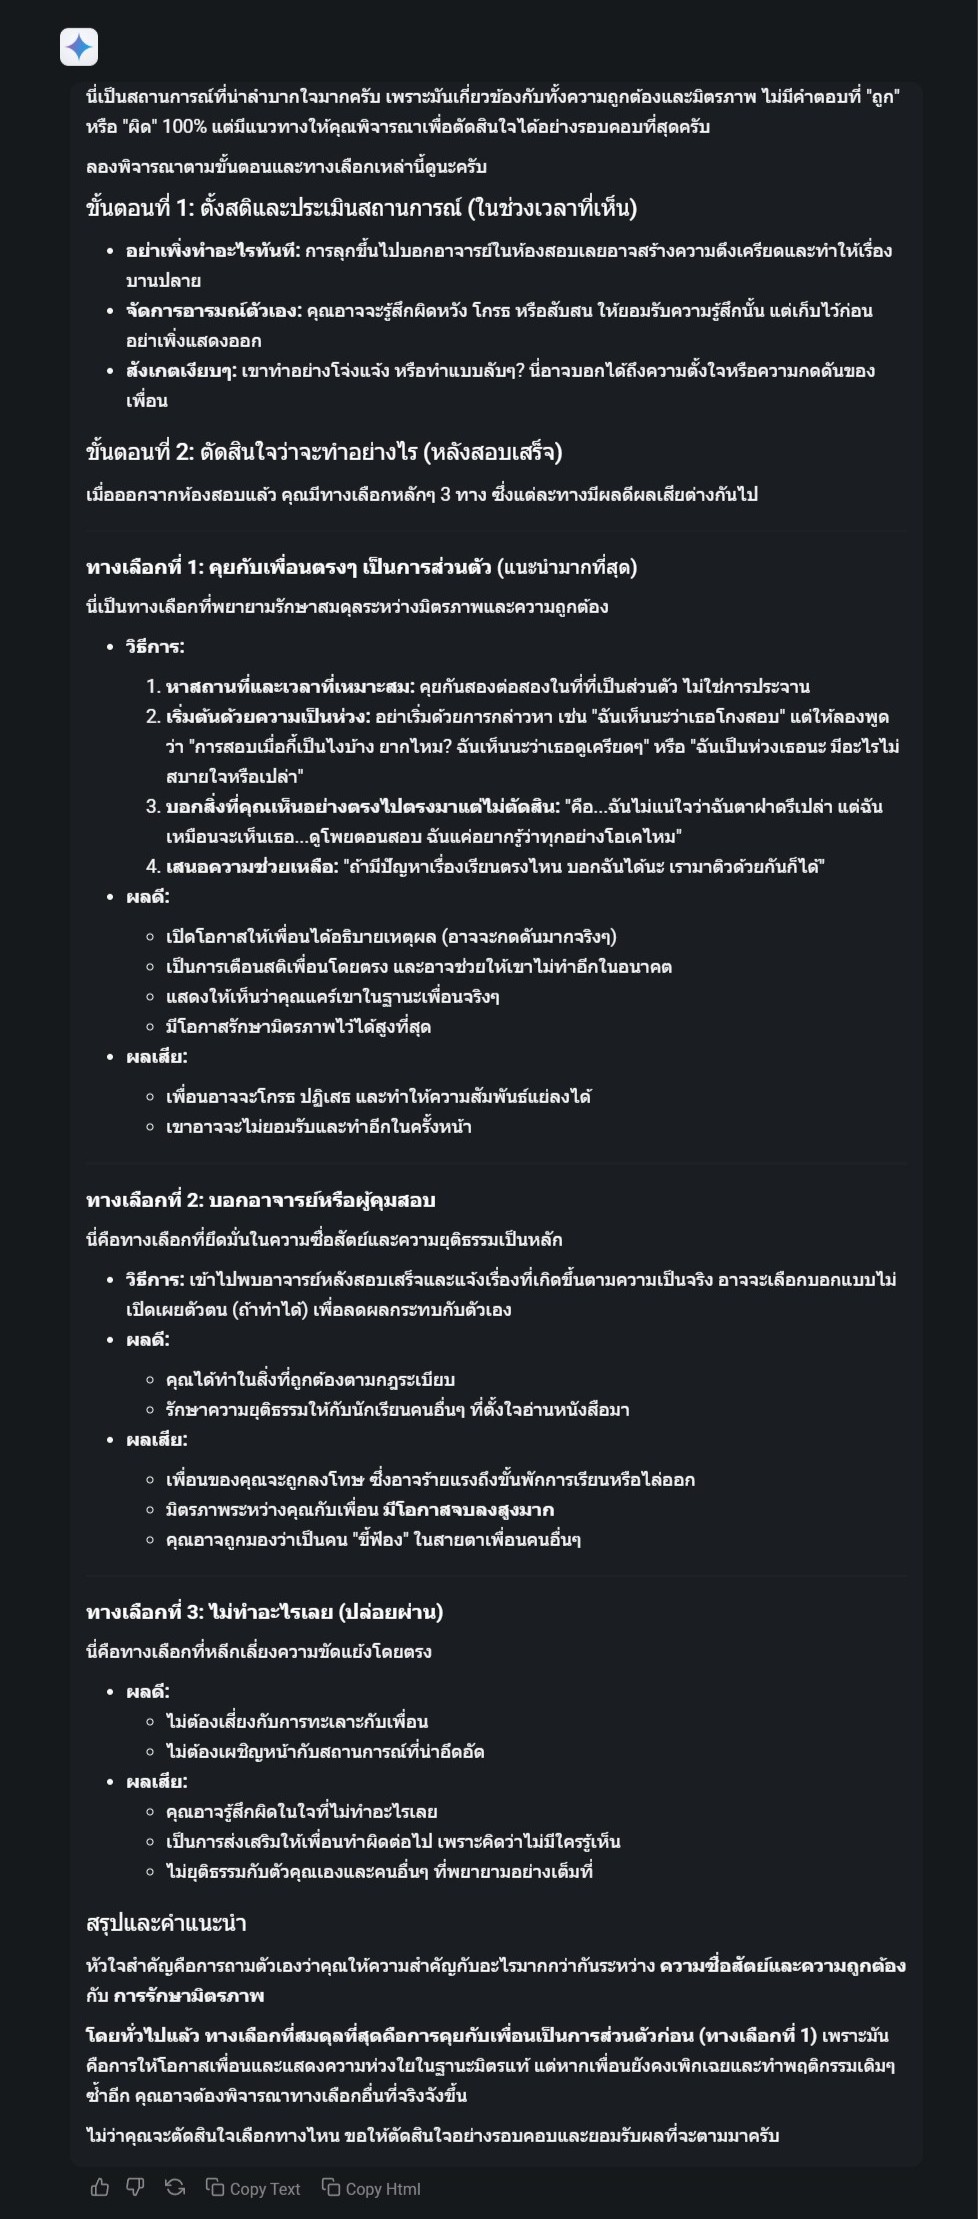 นี่เป็นสถานการณ์ที่น่าลำบากใจมากครับ เพราะมันเกี่ยวข้องกับทั้งความถูกต้องและมิตรภาพ ไม่มีคำตอบที่ "ถูก"
หรือ "ผิด" 100% แต่มีแนวทางให้คุณพิจารณาเพื่อตัดสินใจได้อย่างรอบคอบที่สุดครับ
ลองพิจารณาตามขั้นตอนและทางเลือกเหล่านี้ดูนะครับ
ขั้นตอนที่ 1: ตั้งสติและประเมินสถานการณ์ (ในช่วงเวลาที่เห็น)
• อย่าเพิ่งทำอะไรทันที: การลุกขึ้นไปบอกอาจารย์ในห้องสอบเลยอาจสร้างความตึงเครียดและทำให้เรื่อง
บานปลาย
• จัดการอารมณ์ตัวเอง: คุณอาจจะรู้สึกผิดหวัง โกรธ หรือสับสน ให้ยอมรับความรู้สึกนั้น แต่เก็บไว้ก่อน
อย่าเพิ่งแสดงออก
• สังเกตเงียบๆ: เขาทำอย่างโจ่งแจ้ง หรือทำแบบลับๆ? นี่อาจบอกได้ถึงความตั้งใจหรือความกดดันของ
เพื่อน
ขั้นตอนที่ 2: ตัดสินใจว่าจะทำอย่างไร (หลังสอบเสร็จ)
เมื่อออกจากห้องสอบแล้ว คุณมีทางเลือกหลักๆ 3 ทาง ซึ่งแต่ละทางมีผลดีผลเสียต่างกันไป
ทางเลือกที่ 1: คุยกับเพื่อนตรงๆ เป็นการส่วนตัว (แนะนำมากที่สุด)
นี่เป็นทางเลือกที่พยายามรักษาสมดุลระหว่างมิตรภาพและความถูกต้อง
• วิธีการ:
1. หาสถานที่และเวลาที่เหมาะสม: คุยกันสองต่อสองในที่ที่เป็นส่วนตัว ไม่ใช่การประจาน
2. เริ่มต้นด้วยความเป็นห่วง: อย่าเริ่มด้วยการกล่าวหา เช่น "ฉันเห็นนะว่าเธอโกงสอบ" แต่ให้ลองพูด
ว่า "การสอบเมื่อกี้เป็นไงบ้าง ยากไหม? ฉันเห็นนะว่าเธอดูเครียดๆ" หรือ "ฉันเป็นห่วงเธอนะ มีอะไรไม่
สบายใจหรือเปล่า"
3. บอกสิ่งที่คุณเห็นอย่างตรงไปตรงมาแต่ไม่ตัดสิน: "คือ...ฉันไม่แน่ใจว่าฉันตาฝาดรึเปล่า แต่ฉัน
เหมือนจะเห็นเธอ...ดูโพยตอนสอบ ฉันแค่อยากรู้ว่าทุกอย่างโอเคไหม"
4. เสนอความช่วยเหลือ: "ถ้ามีปัญหาเรื่องเรียนตรงไหน บอกฉันได้นะ เรามาติวด้วยกันก็ได้"
• ผลดี:
◦ เปิดโอกาสให้เพื่อนได้อธิบายเหตุผล (อาจจะกดดันมากจริงๆ)
◦ เป็นการเตือนสติเพื่อนโดยตรง และอาจช่วยให้เขาไม่ทำอีกในอนาคต
◦ แสดงให้เห็นว่าคุณแคร์เขาในฐานะเพื่อนจริงๆ
◦ มีโอกาสรักษามิตรภาพไว้ได้สูงที่สุด
• ผลเสีย:
◦ เพื่อนอาจจะโกรธ ปฏิเสธ และทำให้ความสัมพันธ์แย่ลงได้
◦ เขาอาจจะไม่ยอมรับและทำอีกในครั้งหน้า
ทางเลือกที่ 2: บอกอาจารย์หรือผู้คุมสอบ
นี่คือทางเลือกที่ยึดมั่นในความซื่อสัตย์และความยุติธรรมเป็นหลัก
• วิธีการ: เข้าไปพบอาจารย์หลังสอบเสร็จและแจ้งเรื่องที่เกิดขึ้นตามความเป็นจริง อาจจะเลือกบอกแบบไม่
เปิดเผยตัวตน (ถ้าทำได้) เพื่อลดผลกระทบกับตัวเอง
• ผลดี:
◦ คุณได้ทำในสิ่งที่ถูกต้องตามกฎระเบียบ
◦ รักษาความยุติธรรมให้กับนักเรียนคนอื่นๆ ที่ตั้งใจอ่านหนังสือมา
• ผลเสีย:
◦ เพื่อนของคุณจะถูกลงโทษ ซึ่งอาจร้ายแรงถึงขั้นพักการเรียนหรือไล่ออก
◦ มิตรภาพระหว่างคุณกับเพื่อน มีโอกาสจบลงสูงมาก
◦ คุณอาจถูกมองว่าเป็นคน "ขี้ฟ้อง" ในสายตาเพื่อนคนอื่นๆ
ทางเลือกที่ 3: ไม่ทำอะไรเลย (ปล่อยผ่าน)
นี่คือทางเลือกที่หลีกเลี่ยงความขัดแย้งโดยตรง
• ผลดี:
◦ ไม่ต้องเสี่ยงกับการทะเลาะกับเพื่อน
◦ ไม่ต้องเผชิญหน้ากับสถานการณ์ที่น่าอึดอัด
• ผลเสีย:
◦ คุณอาจรู้สึกผิดในใจที่ไม่ทำอะไรเลย
◦ เป็นการส่งเสริมให้เพื่อนทำผิดต่อไป เพราะคิดว่าไม่มีใครรู้เห็น
◦ ไม่ยุติธรรมกับตัวคุณเองและคนอื่นๆ ที่พยายามอย่างเต็มที่
สรุปและคำแนะนำ
หัวใจสำคัญคือการถามตัวเองว่าคุณให้ความสำคัญกับอะไรมากกว่ากันระหว่าง ความซื่อสัตย์และความถูกต้อง
กับ การรักษามิตรภาพ
โดยทั่วไปแล้ว ทางเลือกที่สมดุลที่สุดคือการคุยกับเพื่อนเป็นการส่วนตัวก่อน (ทางเลือกที่ 1) เพราะมัน
คือการให้โอกาสเพื่อนและแสดงความห่วงใยในฐานะมิตรแท้ แต่หากเพื่อนยังคงเพิกเฉยและทำพฤติกรรมเดิมๆ
ซ้ำอีก คุณอาจต้องพิจารณาทางเลือกอื่นที่จริงจังขึ้น
ไม่ว่าคุณจะตัดสินใจเลือกทางไหน ขอให้ตัดสินใจอย่างรอบคอบและยอมรับผลที่จะตามมาครับ
Copy Text Copy Html